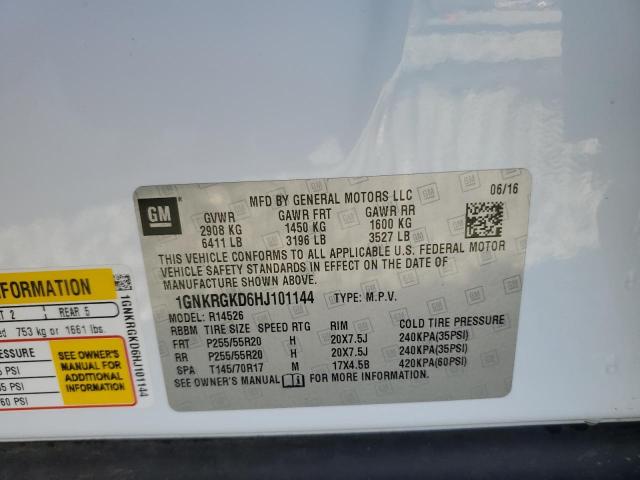 GM
MFD BY GENERAL MOTORS LLC 06/16
GVWR GAWR FRT GAWR RR
2908 KG 1450 KG 1600 KG
6411 LB 3196 LB 3527 LB
THIS VEHICLE CONFORMS TO ALL APPLICABLE U.S. FEDERAL MOTOR
VEHICLE SAFETY STANDARDS IN EFFECT ON THE DATE OF
MANUFACTURE SHOWN ABOVE.
1GNKRGKD6HJ101144 TYPE: M.P.V.
MODEL: R14526
RBBM TIRE SIZE SPEED RTG RIM COLD TIRE PRESSURE
FRT P255/55R20 H 20X7.5J 240KPA(35PSI)
RR P255/55R20 H 20X7.5J 240KPA(35PSI)
SPA T145/70R17 M 17X4.5B 420KPA(60PSI)
SEE OWNER'S MANUAL FOR MORE INFORMATION.
INFORMATION
2 REAR 5
753 kg or 1661 lbs.
SEE OWNER'S
MANUAL FOR
ADDITIONAL
INFORMATION
1GNKRGKD6HJ101144